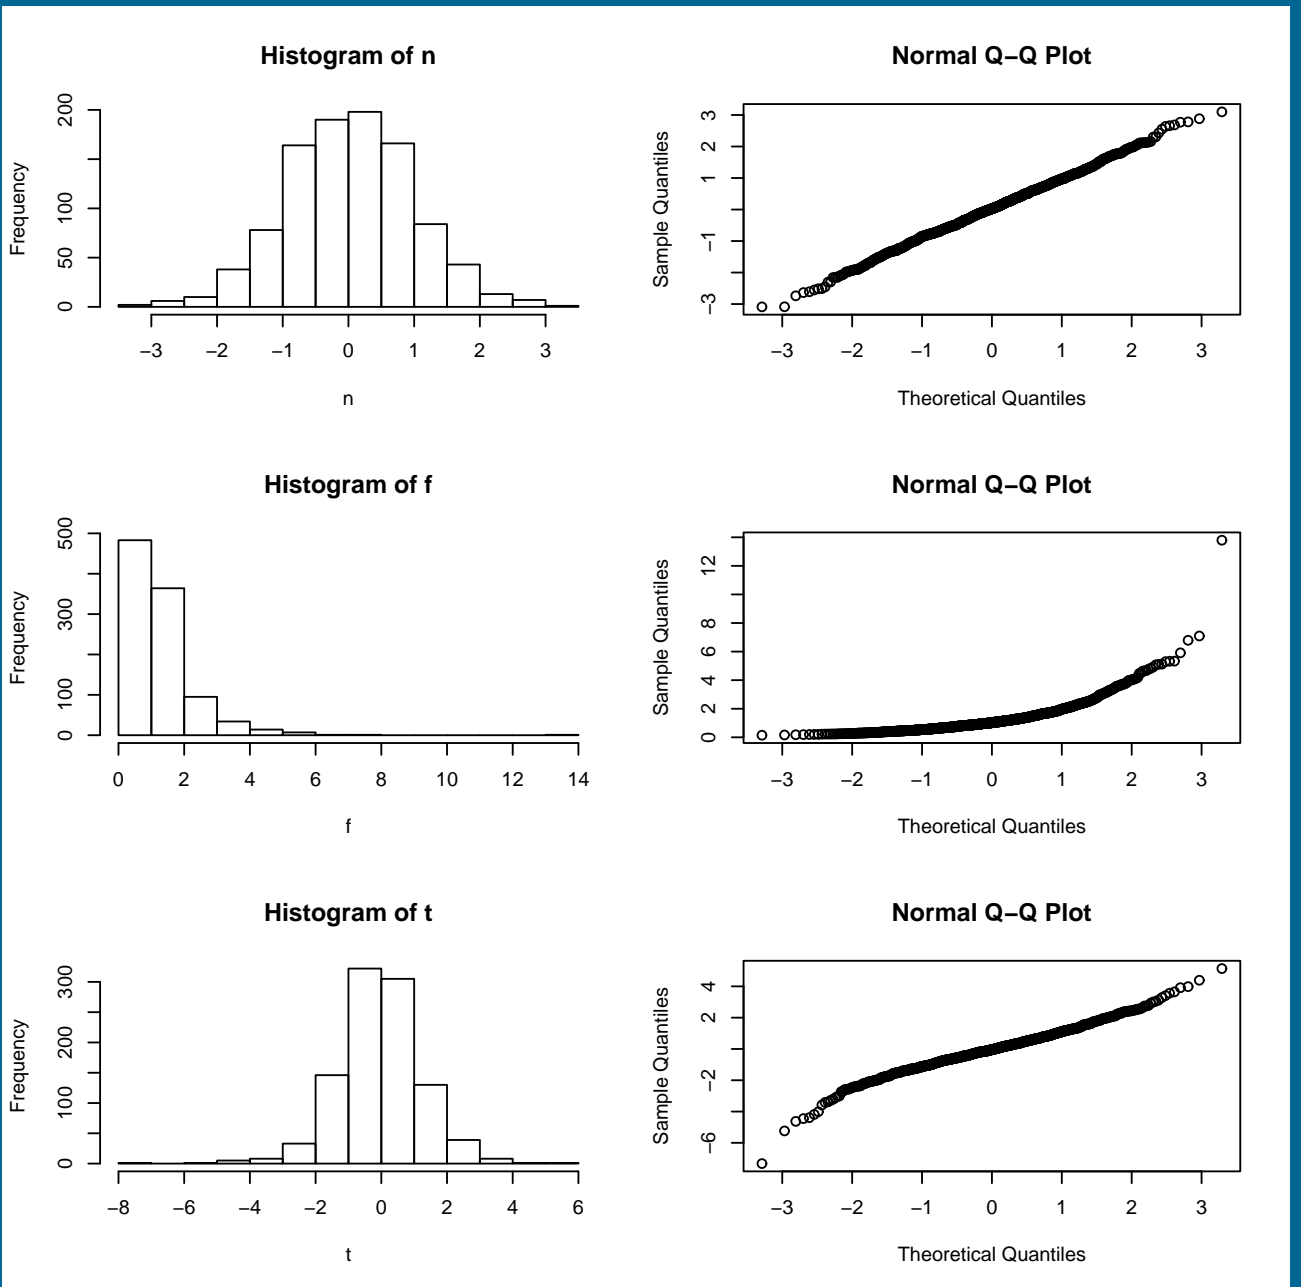 Histogram of n
Frequency
0 50 100 200
−3 −2 −1 0 1 2 3
n
Normal Q−Q Plot
Sample Quantiles
−3 −1 1 2 3
−3 −2 −1 0 1 2 3
Theoretical Quantiles
Histogram of f
Frequency
0 100 300 500
0 2 4 6 8 10 12 14
f
Normal Q−Q Plot
Sample Quantiles
0 2 4 6 8 12
−3 −2 −1 0 1 2 3
Theoretical Quantiles
Histogram of t
Frequency
0 100 200 300
−8 −6 −4 −2 0 2 4 6
t
Normal Q−Q Plot
Sample Quantiles
−6 −2 2 4
−3 −2 −1 0 1 2 3
Theoretical Quantiles